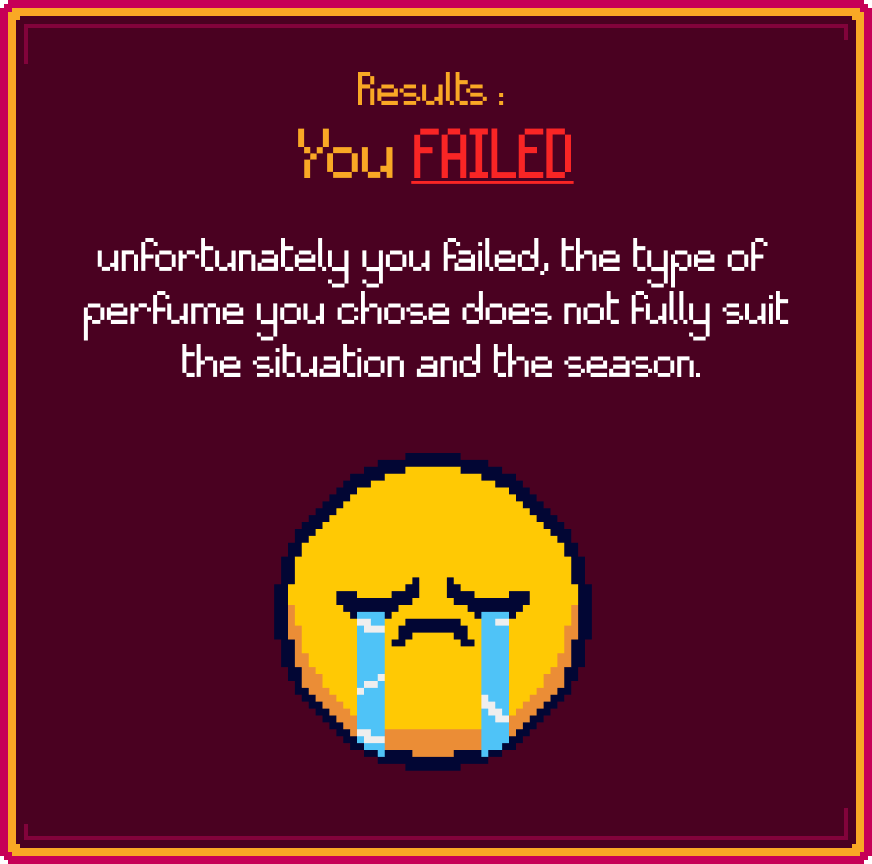 Results :
You FAILED
unfortunately you failed, the type of
perfume you chose does not fully suit
the situation and the season.